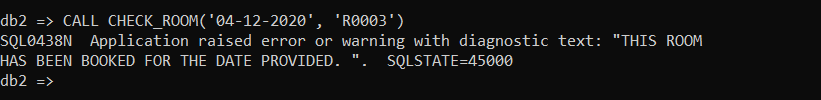 db2 => CALL CHECK_ROOM('04-12-2020', 'R0003')
SQL0438N  Application raised error or warning with diagnostic text: "THIS ROOM
HAS BEEN BOOKED FOR THE DATE PROVIDED. ".  SQLSTATE=45000
db2 =>